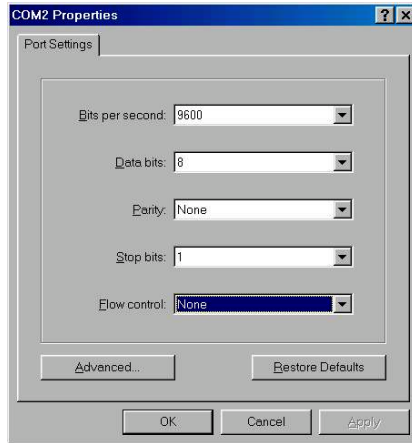 COM2 Properties
Port Settings
Bits per second: 9600
Data bits: 8
Parity: None
Stop bits: 1
Flow control: None
Advanced... Restore Defaults
OK Cancel Apply